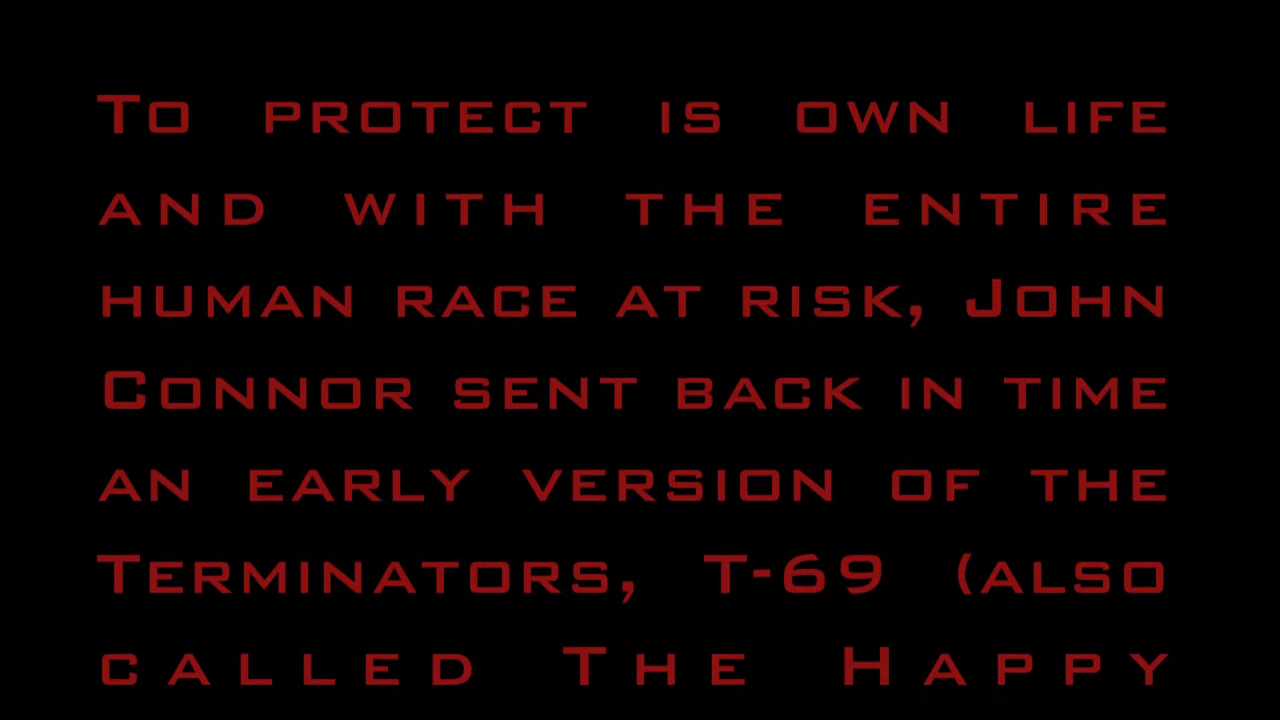 To protect is own life
and with the entire
human race at risk, John
Connor sent back in time
an early version of the
Terminators, T-69 (also
called The Happy